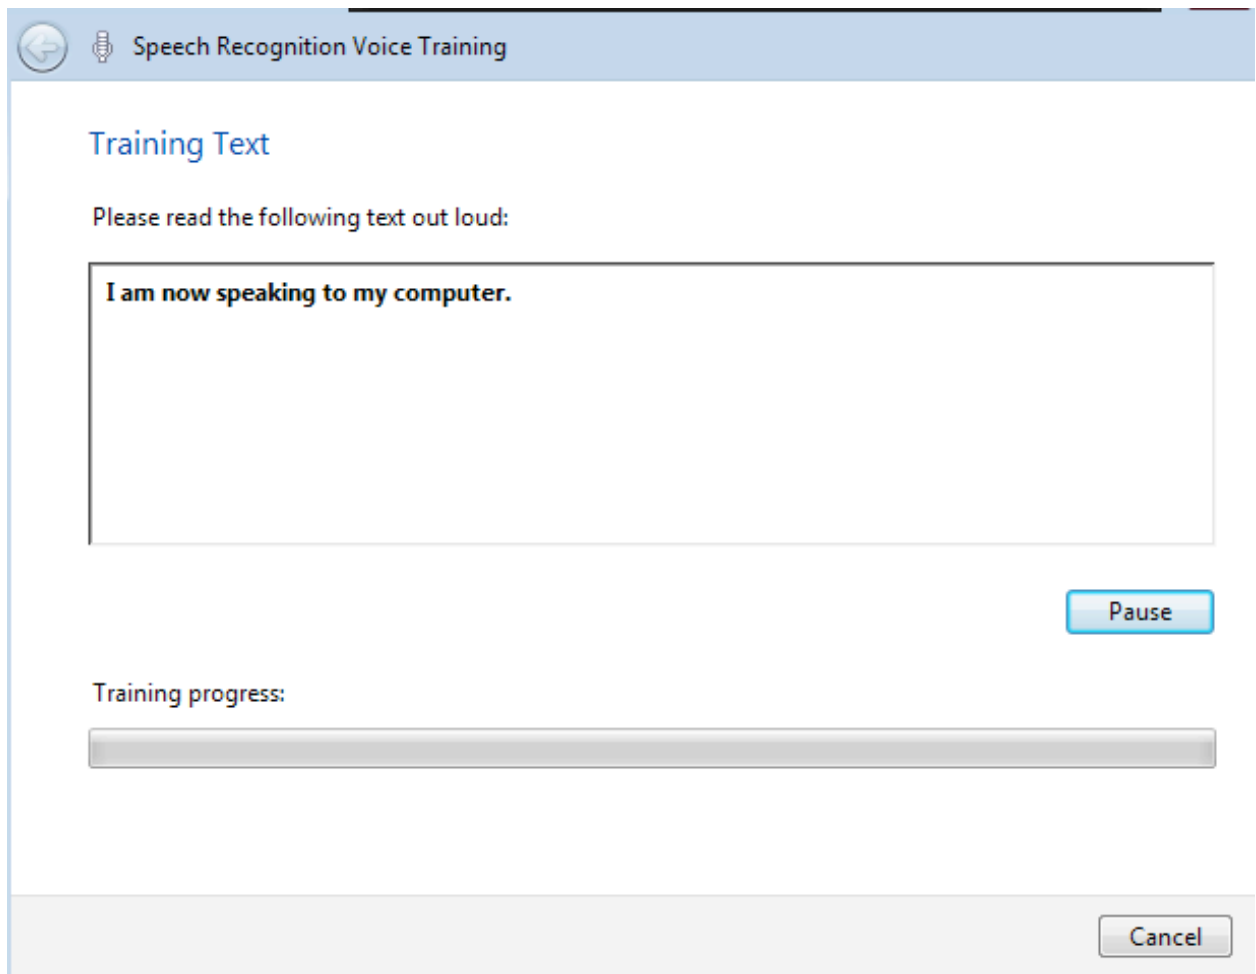 Speech Recognition Voice Training
Training Text
Please read the following text out loud:
I am now speaking to my computer.
Pause
Training progress:
Cancel